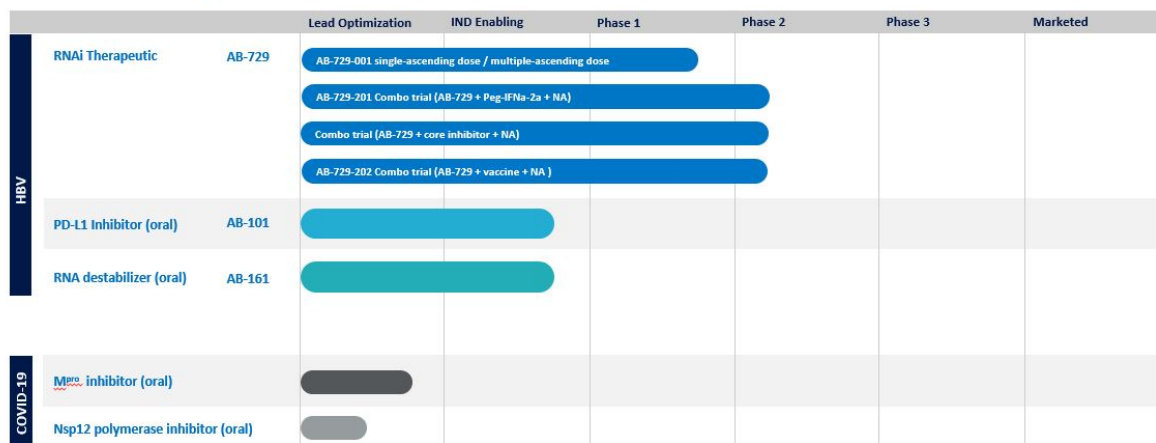 Lead Optimization IND Enabling Phase 1 Phase 2 Phase 3 Marketed
HBV
RNAi Therapeutic AB-729
AB-729-001 single-ascending dose / multiple-ascending dose
AB-729-201 Combo trial (AB-729 + Peg-IFNa-2a + NA)
Combo trial (AB-729 + core inhibitor + NA)
AB-729-202 Combo trial (AB-729 + vaccine + NA )
PD-L1 Inhibitor (oral) AB-101
RNA destabilizer (oral) AB-161
COVID-19
Mᵖʳᵒ inhibitor (oral)
Nsp12 polymerase inhibitor (oral)